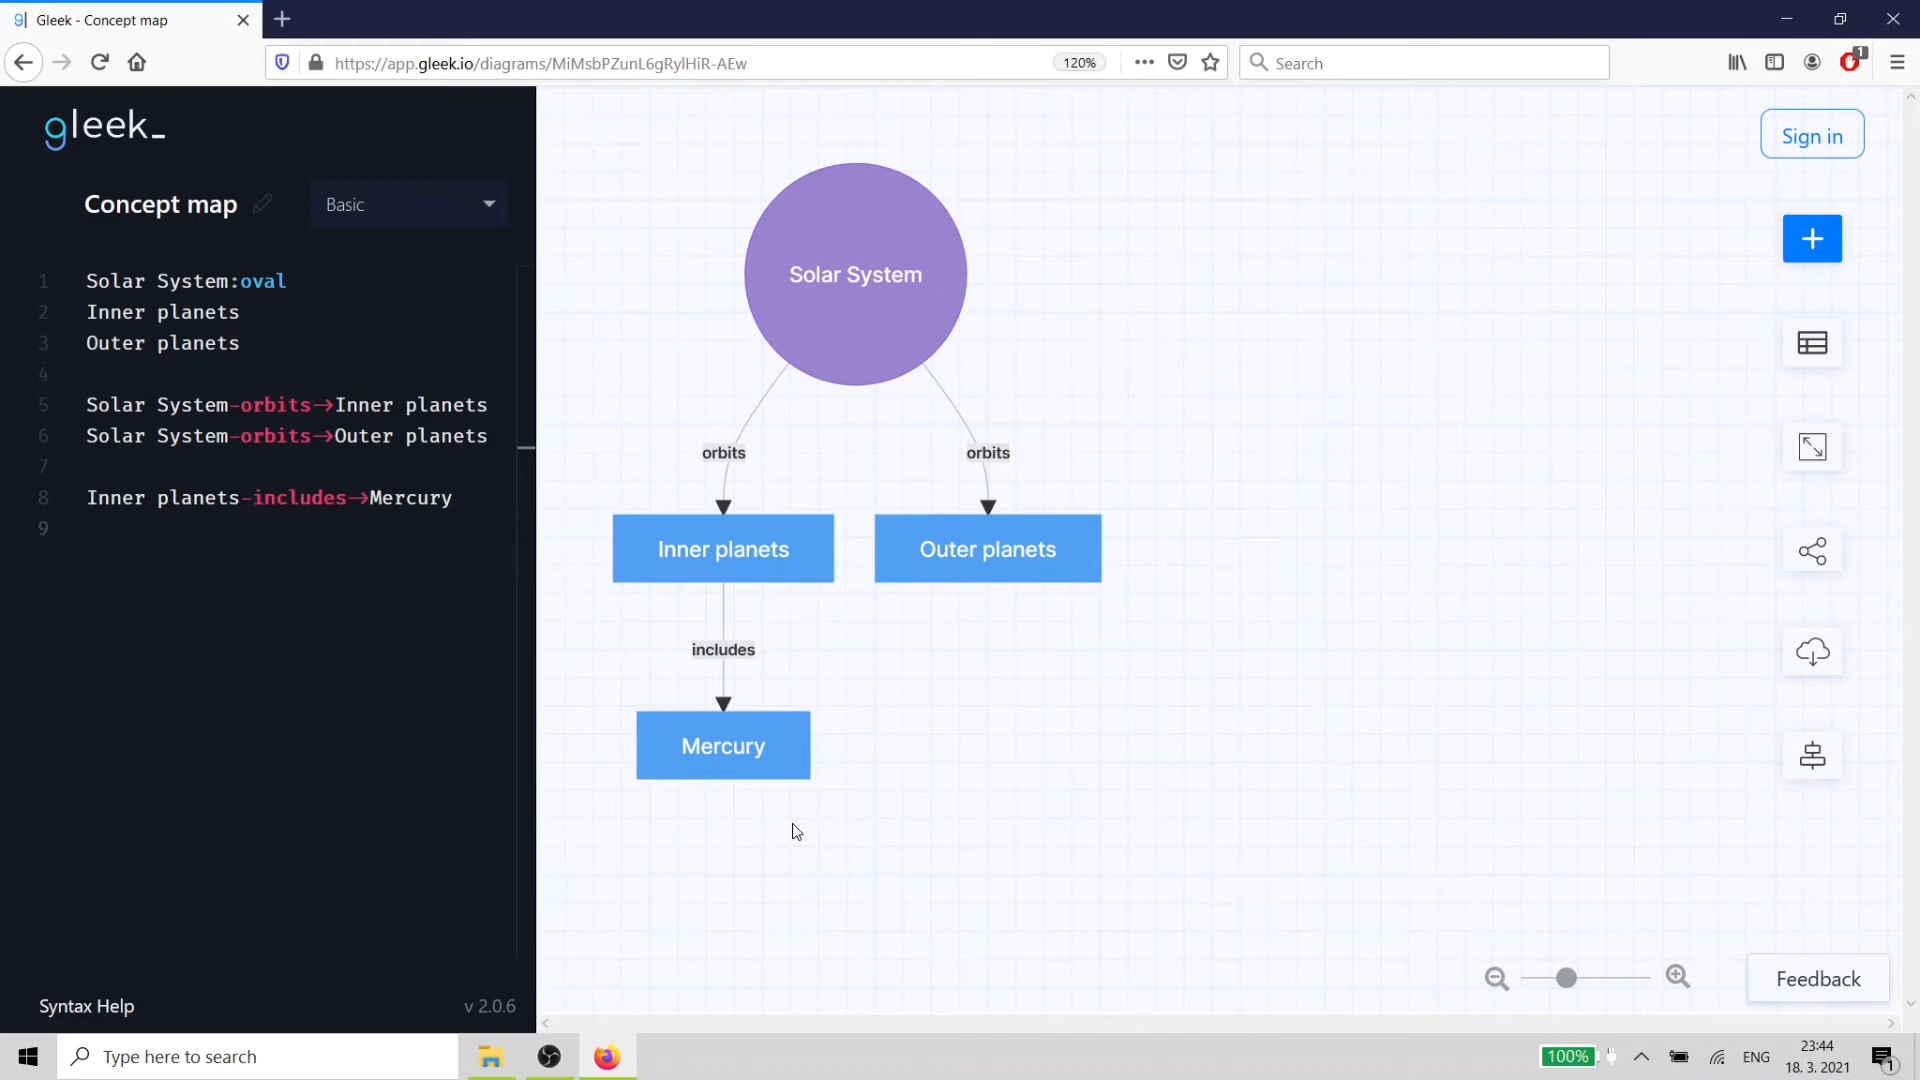 Gleek - Concept map
https://app.gleek.io/diagrams/MiMsbPZunL6gRylHiR-AEw
120%
Search
1
gleek_
Sign in
Concept map
Basic
1 Solar System:oval
2 Inner planets
3 Outer planets
4
5 Solar System-orbits->Inner planets
6 Solar System-orbits->Outer planets
7
8 Inner planets-includes->Mercury
9
Solar System
orbits
orbits
Inner planets
Outer planets
includes
Mercury
Feedback
Syntax Help
v 2.0.6
Type here to search
100%
ENG
23:44
18. 3. 2021
1